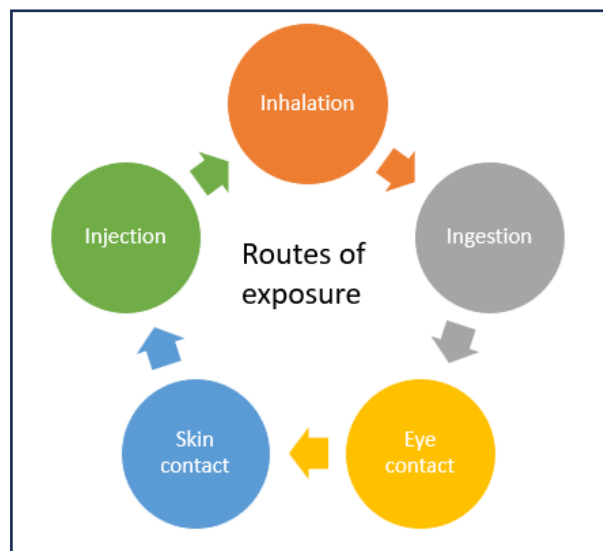 Inhalation
Ingestion
Eye
contact
Skin
contact
Injection
Routes of
exposure